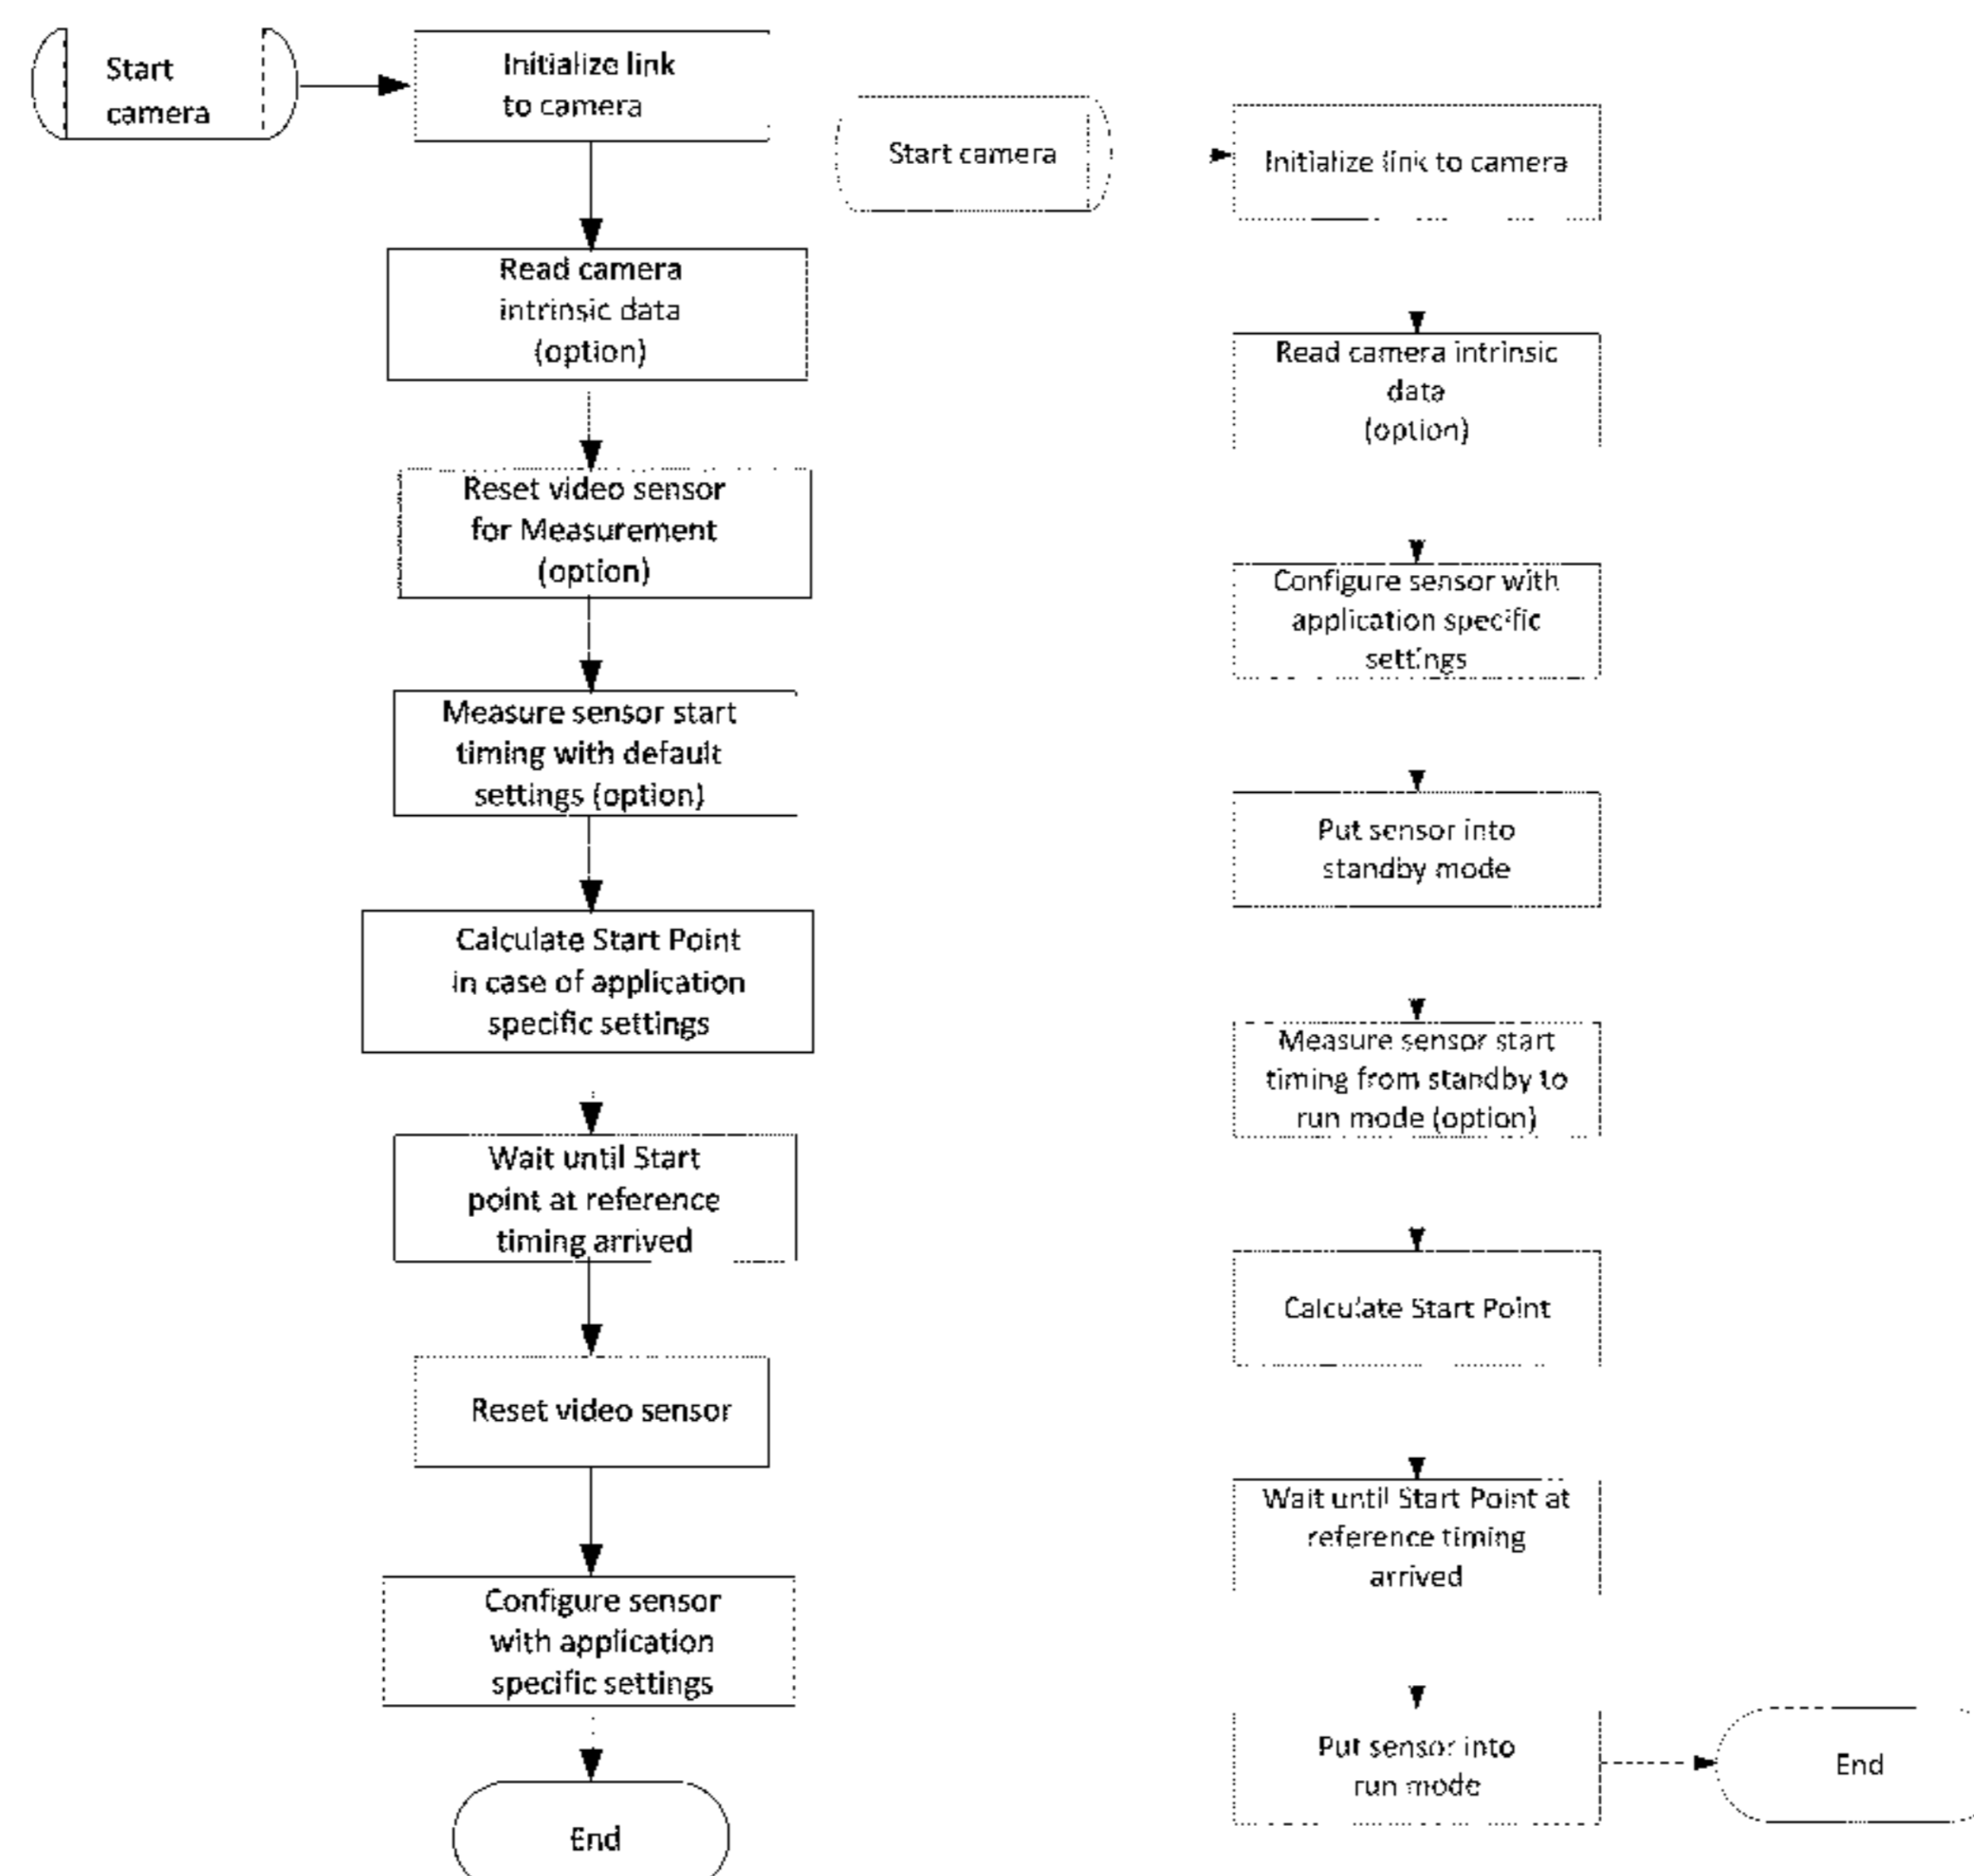 Start
camera
Initialize link
to camera
Read camera
intrinsic data
(option)
Reset video sensor
for Measurement
(option)
Measure sensor start
timing with default
settings (option)
Calculate Start Point
in case of application
specific settings
Wait until Start
point at reference
timing arrived
Reset video sensor
Configure sensor
with application
specific settings
End
Start camera
Initialize link to camera
Read camera intrinsic
data
(option)
Configure sensor with
application specific
settings
Put sensor into
standby mode
Measure sensor start
timing from standby to
run mode (option)
Calculate Start Point
Wait until Start Point at
reference timing
arrived
Put sensor into
run mode
End